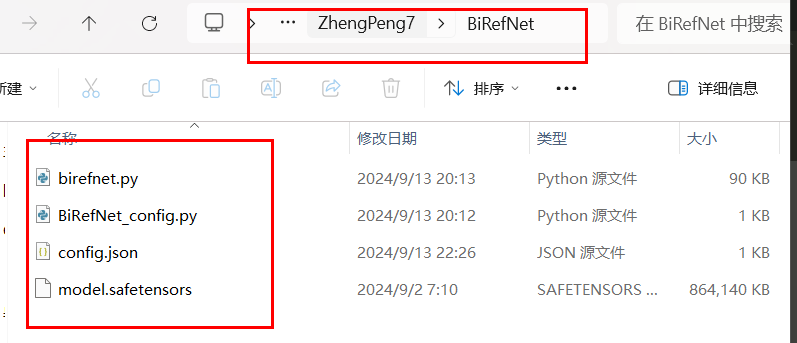 … ZhengPeng7 > BiRefNet 在 BiRefNet 中搜索
新建 排序 ••• 详细信息
名称 修改日期 类型 大小
birefnet.py 2024/9/13 20:13 Python 源文件 90 KB
BiRefNet_config.py 2024/9/13 20:12 Python 源文件 1 KB
config.json 2024/9/13 22:26 JSON 源文件 1 KB
model.safetensors 2024/9/2 7:10 SAFETENSORS ... 864,140 KB